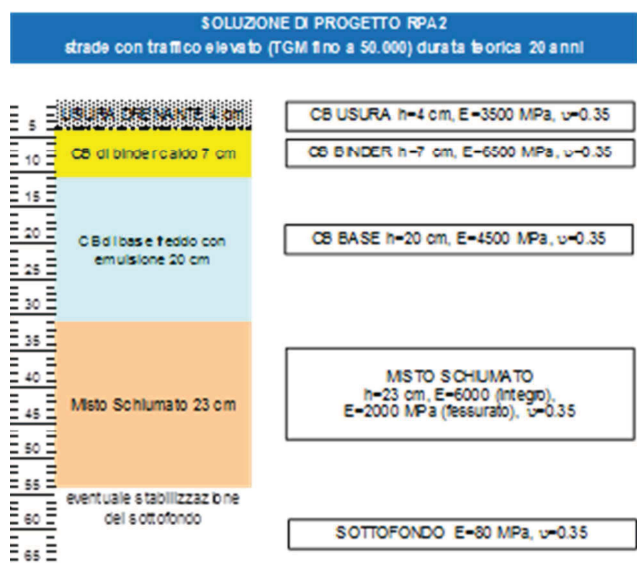 SOLUZIONE DI PROGETTO RPA2
strade con traffico elevato (TGM fino a 50.000) durata teorica 20 anni
USURA DRENANTE 4 cm
CB USURA h=4 cm, E=3500 MPa, υ=0.35
5
CB di binder caldo 7 cm
CB BINDER h=7 cm, E=6500 MPa, υ=0.35
10
15
20
CB di base freddo con
emulsione 20 cm
CB BASE h=20 cm, E=4500 MPa, υ=0.35
25
30
35
40
Misto Schiumato 23 cm
MISTO SCHIUMATO
h=23 cm, E=6000 (Integro),
E=2000 MPa (fessurato), υ=0.35
45
50
55
eventuale stabilizzazione
del sottofondo
60
SOTTOFONDO E=80 MPa, υ=0.35
65